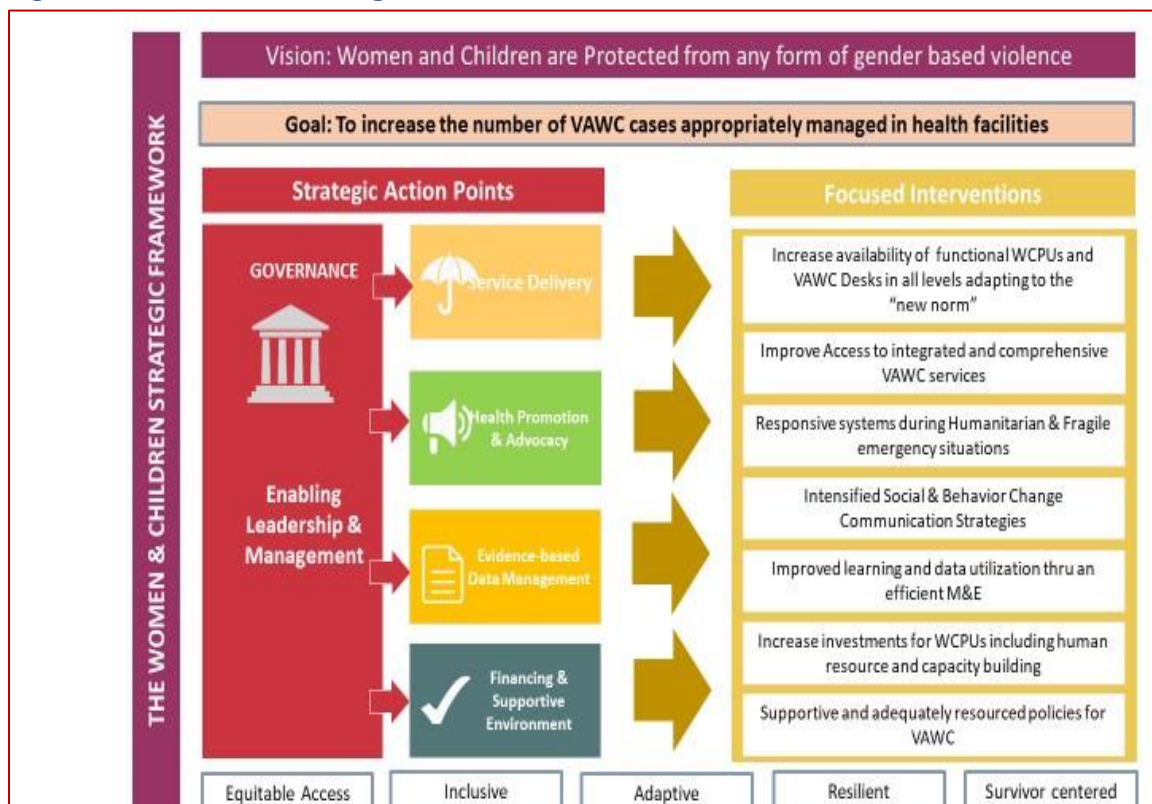 THE WOMEN & CHILDREN STRATEGIC FRAMEWORK
Vision: Women and Children are Protected from any form of gender based violence
Goal: To increase the number of VAWC cases appropriately managed in health facilities
Strategic Action Points
GOVERNANCE
Enabling
Leadership &
Management
Service Delivery
Health Promotion
& Advocacy
Evidence-based
Data Management
Financing &
Supportive
Environment
Focused Interventions
Increase availability of functional WCPUs and
VAWC Desks in all levels adapting to the
“new norm”
Improve Access to integrated and comprehensive
VAWC services
Responsive systems during Humanitarian & Fragile
emergency situations
Intensified Social & Behavior Change
Communication Strategies
Improved learning and data utilization thru an
efficient M&E
Increase investments for WCPUs including human
resource and capacity building
Supportive and adequately resourced policies for
VAWC
Equitable Access
Inclusive
Adaptive
Resilient
Survivor centered